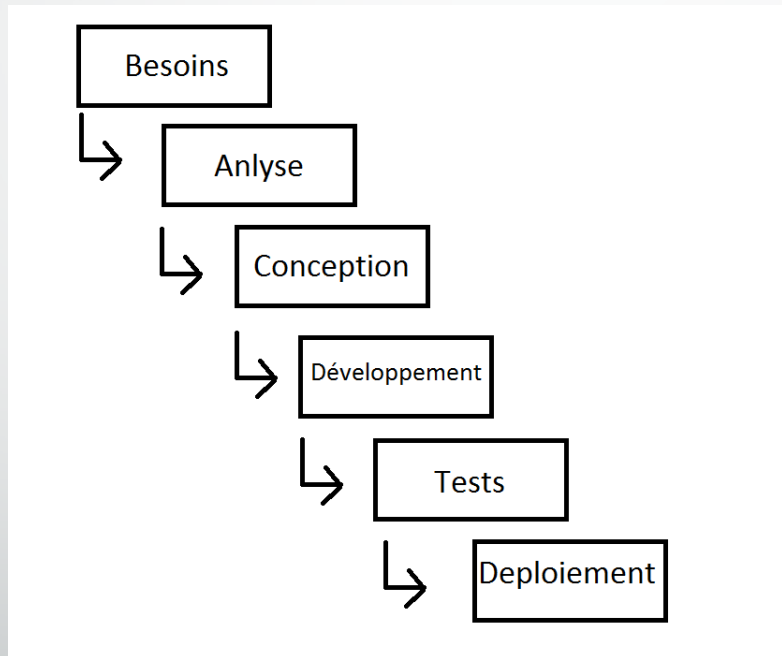 Besoins
Anlyse
Conception
Développement
Tests
Deploiement